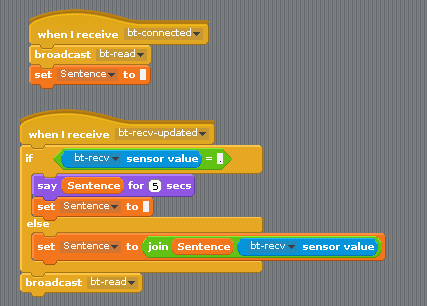 when I receive bt-connected
broadcast bt-read
set Sentence to
when I receive bt-recv-updated
if bt-recv sensor value = .
say Sentence for 5 secs
set Sentence to
else
set Sentence to join Sentence bt-recv sensor value
broadcast bt-read